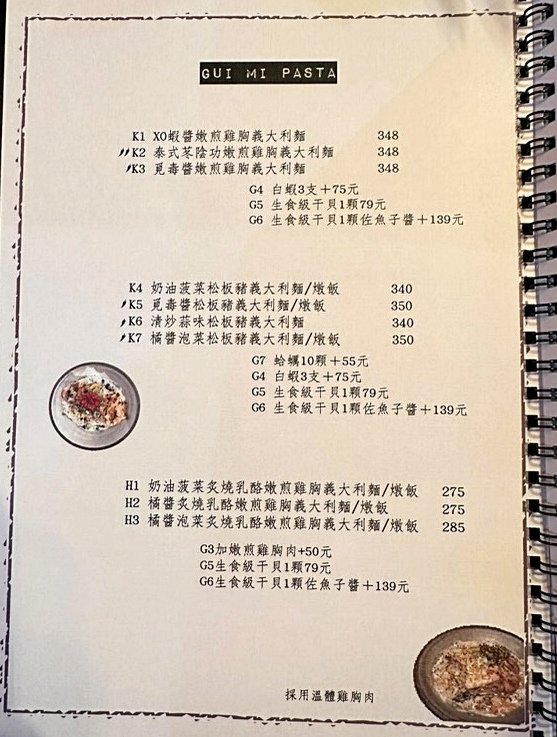 GUI MI PASTA
K1 XO蝦醬嫩煎雞胸義大利麵 348
K2 泰式冬陰功嫩煎雞胸義大利麵 348
K3 覓毒醬嫩煎雞胸義大利麵 348
G4 白蝦3支+75元
G5 生食級干貝1顆79元
G6 生食級干貝1顆佐魚子醬+139元
K4 奶油菠菜松板豬義大利麵/燉飯 340
K5 覓毒醬松板豬義大利麵/燉飯 350
K6 清炒蒜味松板豬義大利麵 340
K7 橘醬泡菜松板豬義大利麵/燉飯 350
G7 蛤蠣10顆+55元
G4 白蝦3支+75元
G5 生食級干貝1顆79元
G6 生食級干貝1顆佐魚子醬+139元
H1 奶油菠菜炙燒乳酪嫩煎雞胸義大利麵/燉飯 275
H2 橘醬炙燒乳酪嫩煎雞胸義大利麵/燉飯 275
H3 橘醬泡菜炙燒乳酪嫩煎雞胸義大利麵/燉飯 285
G3加嫩煎雞胸肉+50元
G5生食級干貝1顆79元
G6生食級干貝1顆佐魚子醬+139元
採用溫體雞胸肉